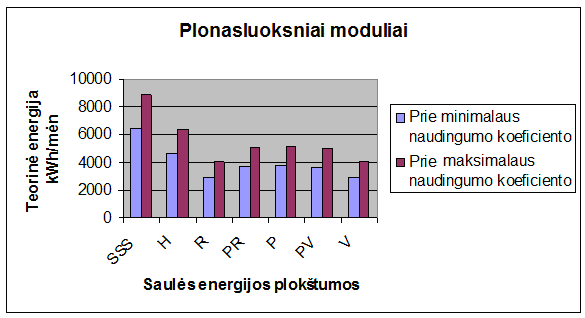 Plonasluoksniai moduliai
Teorinė energija
kWh/mėn
10000
8000
6000
4000
2000
0
SSS
H
R
PR
P
PV
V
Saulės energijos plokštumos
Prie minimalaus
naudingumo koeficiento
Prie maksimalaus
naudingumo koeficiento